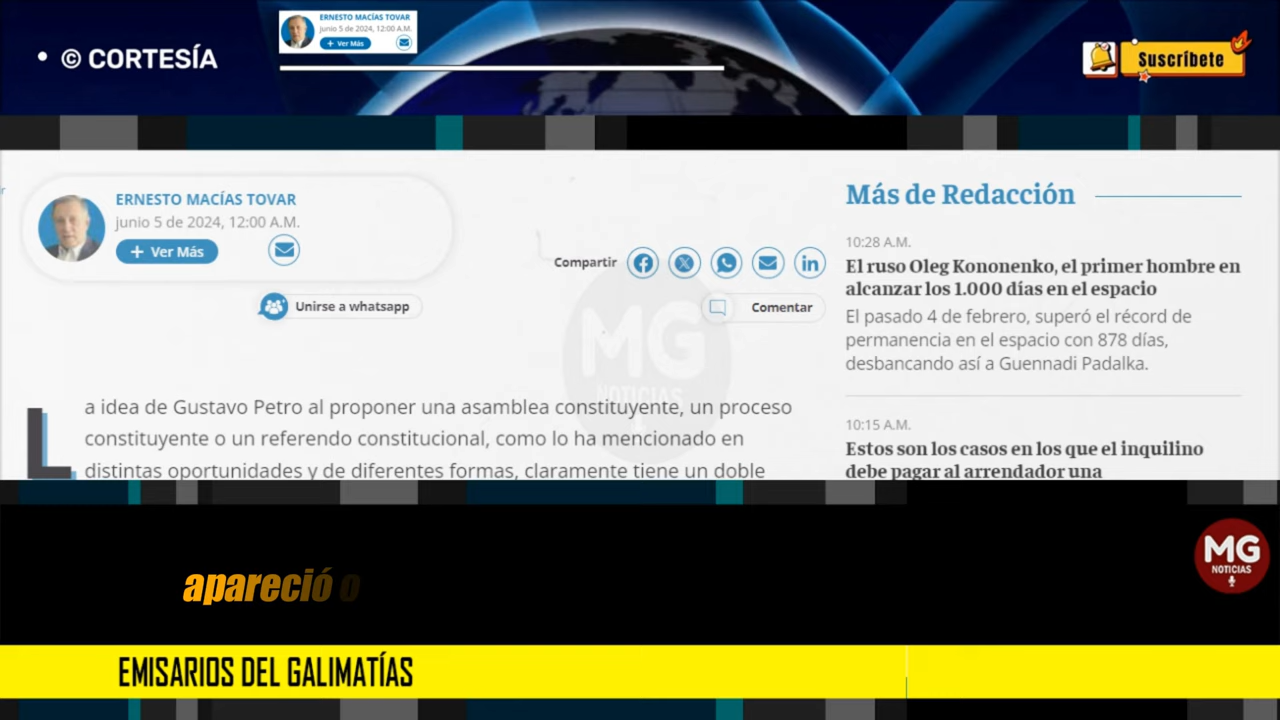 • © CORTESÍA
ERNESTO MACÍAS TOVAR
junio 5 de 2024, 12:00 A.M.
+ Ver Más
Suscríbete
ERNESTO MACÍAS TOVAR
junio 5 de 2024, 12:00 A.M.
+ Ver Más
Unirse a whatsapp
Compartir
Comentar
MG
NOTICIAS
La idea de Gustavo Petro al proponer una asamblea constituyente, un proceso
constituyente o un referendo constitucional, como lo ha mencionado en
distintas oportunidades y de diferentes formas, claramente tiene un doble
Más de Redacción
10:28 A.M.
El ruso Oleg Kononenko, el primer hombre en
alcanzar los 1.000 días en el espacio
El pasado 4 de febrero, superó el récord de
permanencia en el espacio con 878 días,
desbancando así a Guennadi Padalka.
10:15 A.M.
Estos son los casos en los que el inquilino
debe pagar al arrendador una
apareció o
MG
NOTICIAS
EMISARIOS DEL GALIMATÍAS